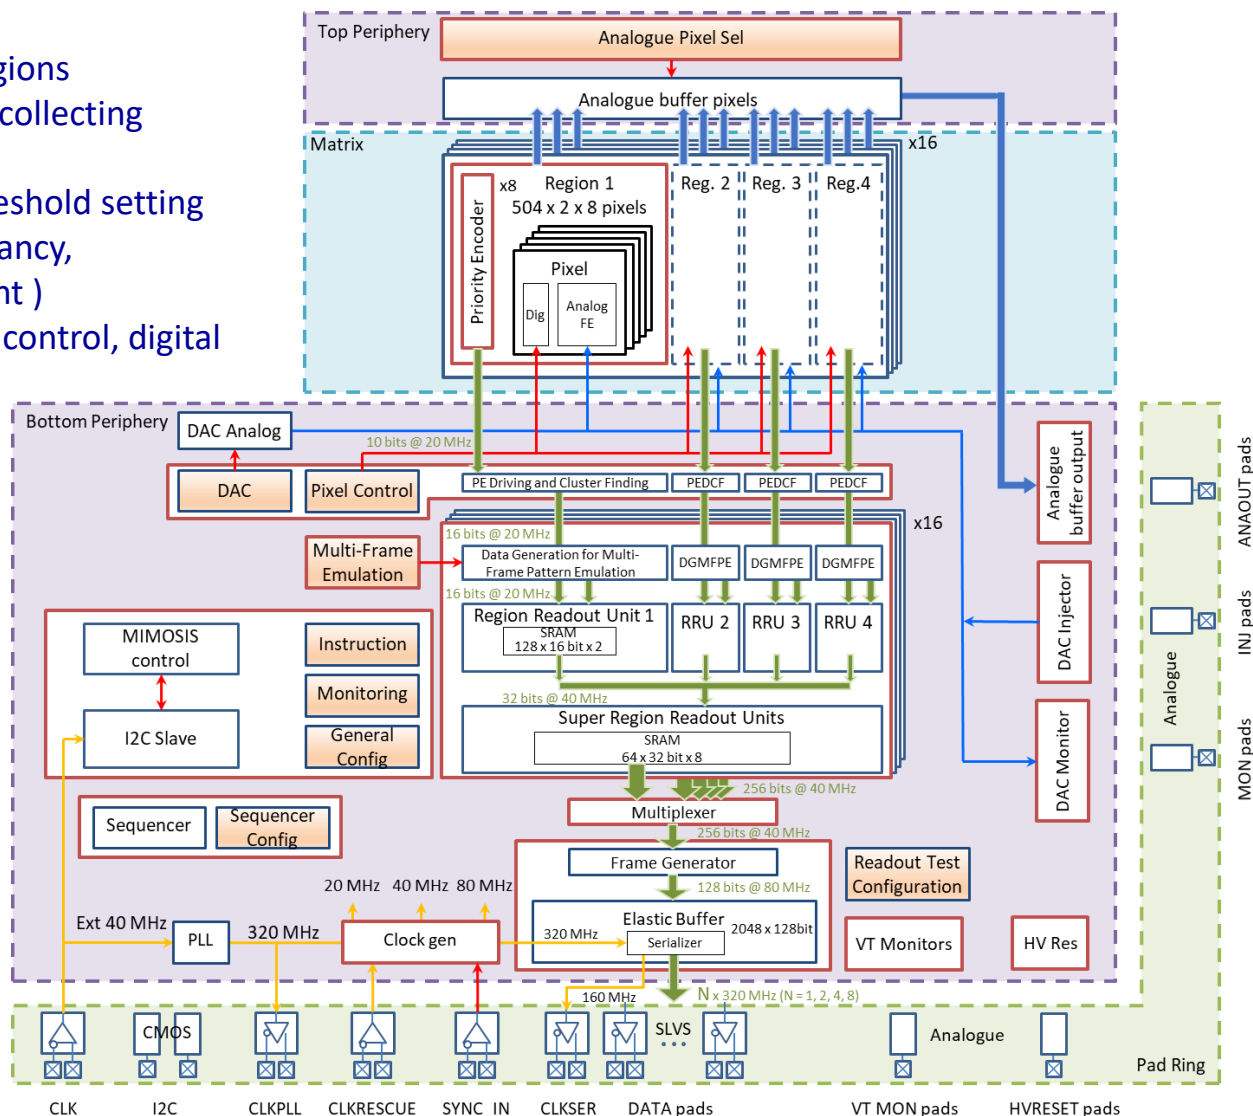 gions
collecting
eshold setting
ancy,
nt )
control, digital
Top Periphery
Analogue Pixel Sel
Analogue buffer pixels
Matrix
x16
Priority Encoder
x8
Region 1
504 x 2 x 8 pixels
Pixel
Dig
Analog
FE
Reg. 2
Reg. 3
Reg.4
Bottom Periphery
DAC Analog
10 bits @ 20 MHz
DAC
Pixel Control
PE Driving and Cluster Finding
PEDCF
PEDCF
PEDCF
Analogue
buffer output
ANAOUT pads
x16
16 bits @ 20 MHz
Multi-Frame
Emulation
Data Generation for Multi-
Frame Pattern Emulation
DGMFPE
DGMFPE
DGMFPE
16 bits @ 20 MHz
Region Readout Unit 1
SRAM
128 x 16 bit x 2
RRU 2
RRU 3
RRU 4
DAC Injector
INJ pads
Analogue
MIMOSIS
control
Instruction
Monitoring
General
Config
I2C Slave
32 bits @ 40 MHz
Super Region Readout Units
SRAM
64 x 32 bit x 8
DAC Monitor
MON pads
256 bits @ 40 MHz
Multiplexer
256 bits @ 40 MHz
Sequencer
Sequencer
Config
Frame Generator
128 bits @ 80 MHz
Readout Test
Configuration
20 MHz
40 MHz
80 MHz
Ext 40 MHz
PLL
320 MHz
Clock gen
320 MHz
Elastic Buffer
2048 x 128bit
Serializer
VT Monitors
HV Res
160 MHz
N x 320 MHz (N = 1, 2, 4, 8)
CMOS
SLVS
...
Analogue
Pad Ring
CLK
I2C
CLKPLL
CLKRESCUE
SYNC IN
CLKSER
DATA pads
VT MON pads
HVRESET pads